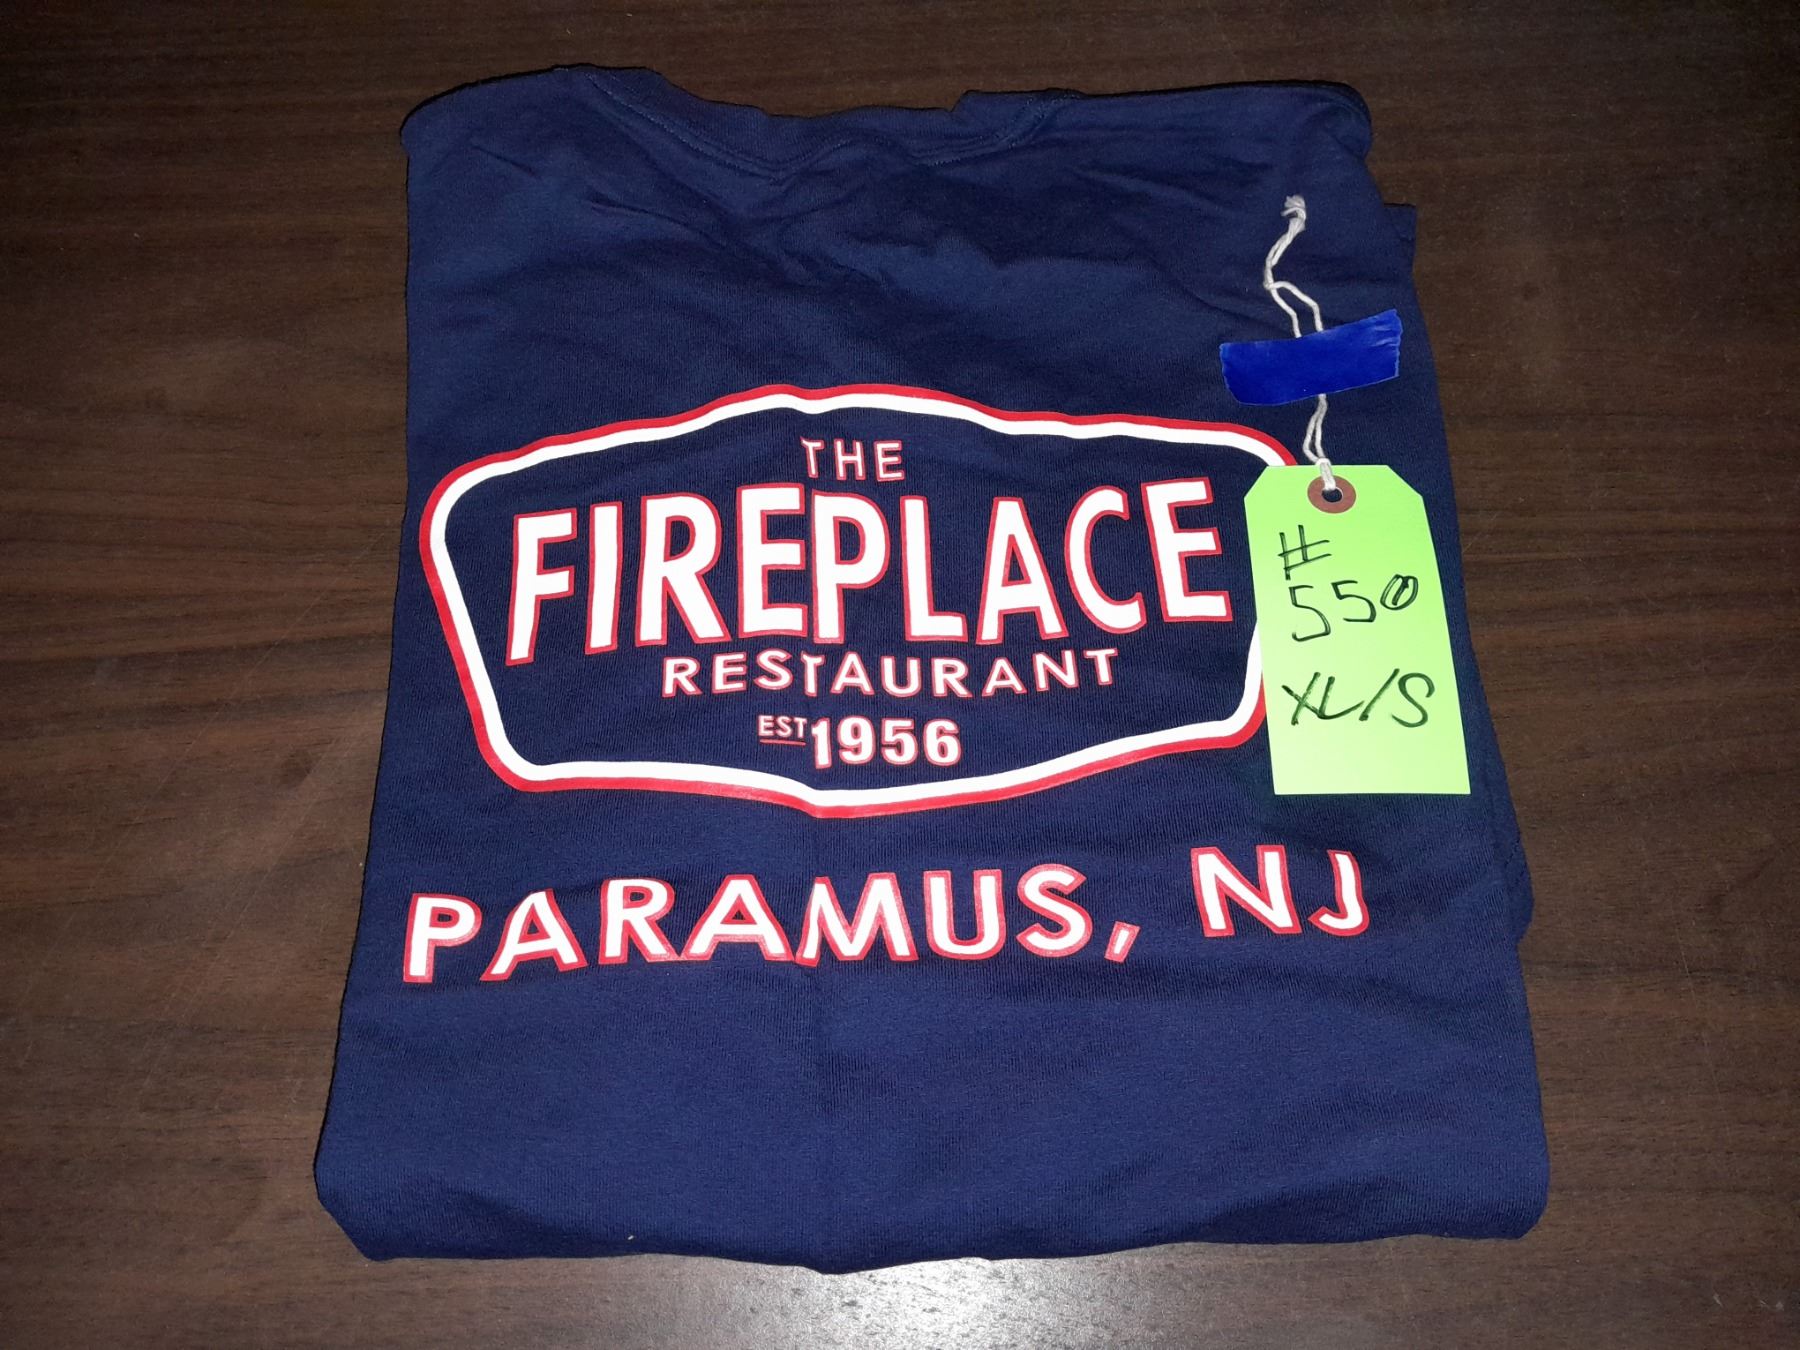 THE
FIREPLACE
RESTAURANT
EST 1956
PARAMUS, NJ
#
550
XL/S